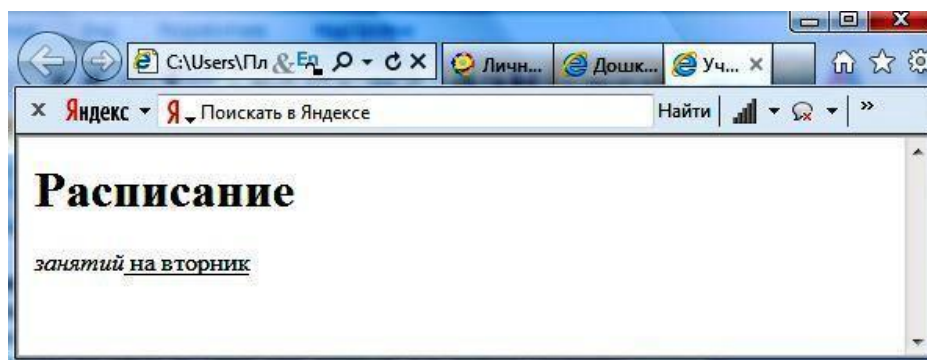 C:\Users\Пл
Личн...
Дошк...
Уч...
Яндекс
Я Поискать в Яндексе
Найти
»
Расписание
занятий на вторник